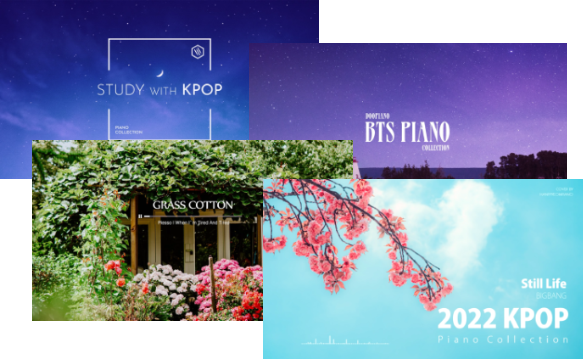 STUDY WITH KPOP
PIANO
COLLECTION
DOOPIANO
BTS PIANO
COLLECTION
GRASS COTTON
Still Life
BIGBANG
2022 KPOP
Piano Collection